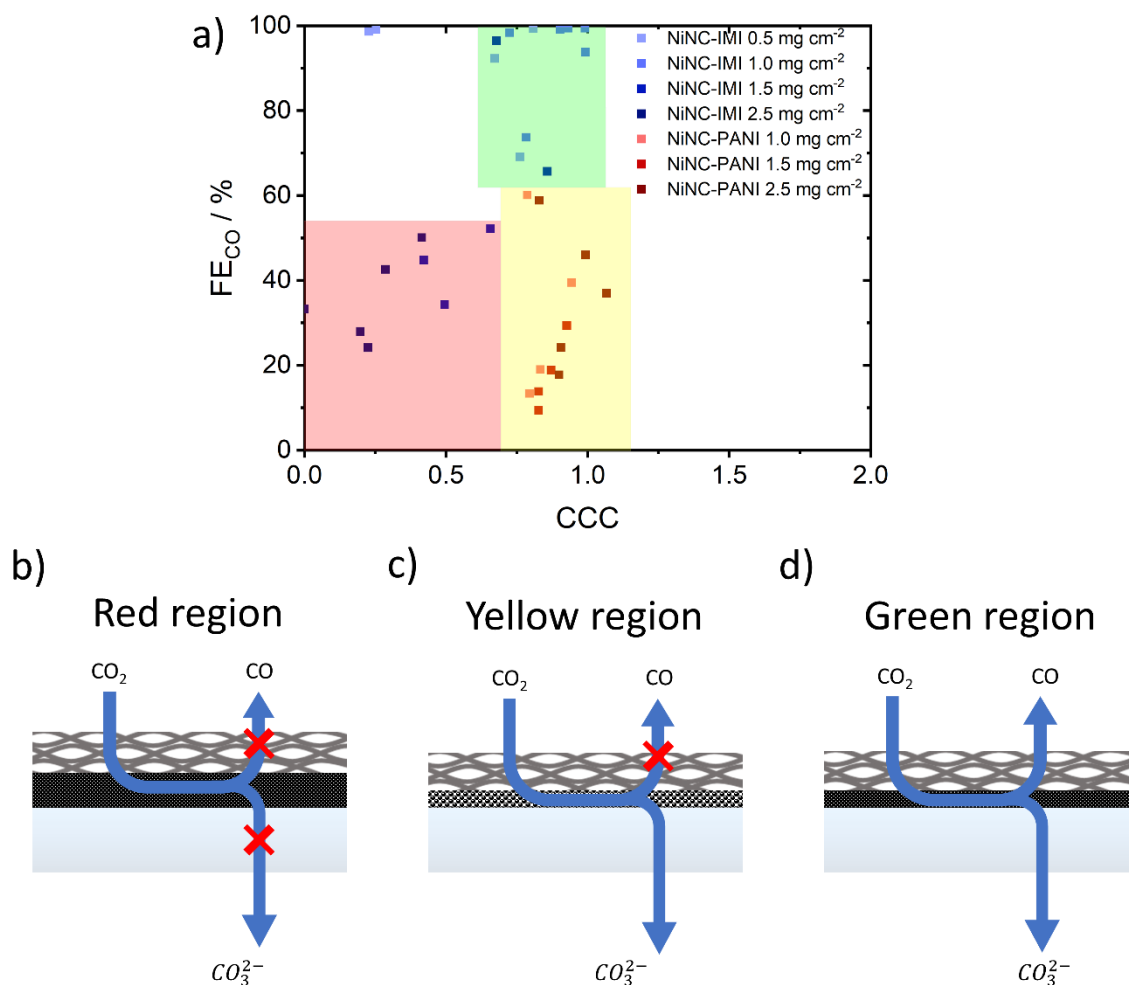 a)
100
80
60
40
20
0
FE_CO / %
0.0 0.5 1.0 1.5 2.0
CCC
NiNC-IMI 0.5 mg cm⁻²
NiNC-IMI 1.0 mg cm⁻²
NiNC-IMI 1.5 mg cm⁻²
NiNC-IMI 2.5 mg cm⁻²
NiNC-PANI 1.0 mg cm⁻²
NiNC-PANI 1.5 mg cm⁻²
NiNC-PANI 2.5 mg cm⁻²
b)
Red region
CO₂ CO
CO₃²⁻
c)
Yellow region
CO₂ CO
CO₃²⁻
d)
Green region
CO₂ CO
CO₃²⁻